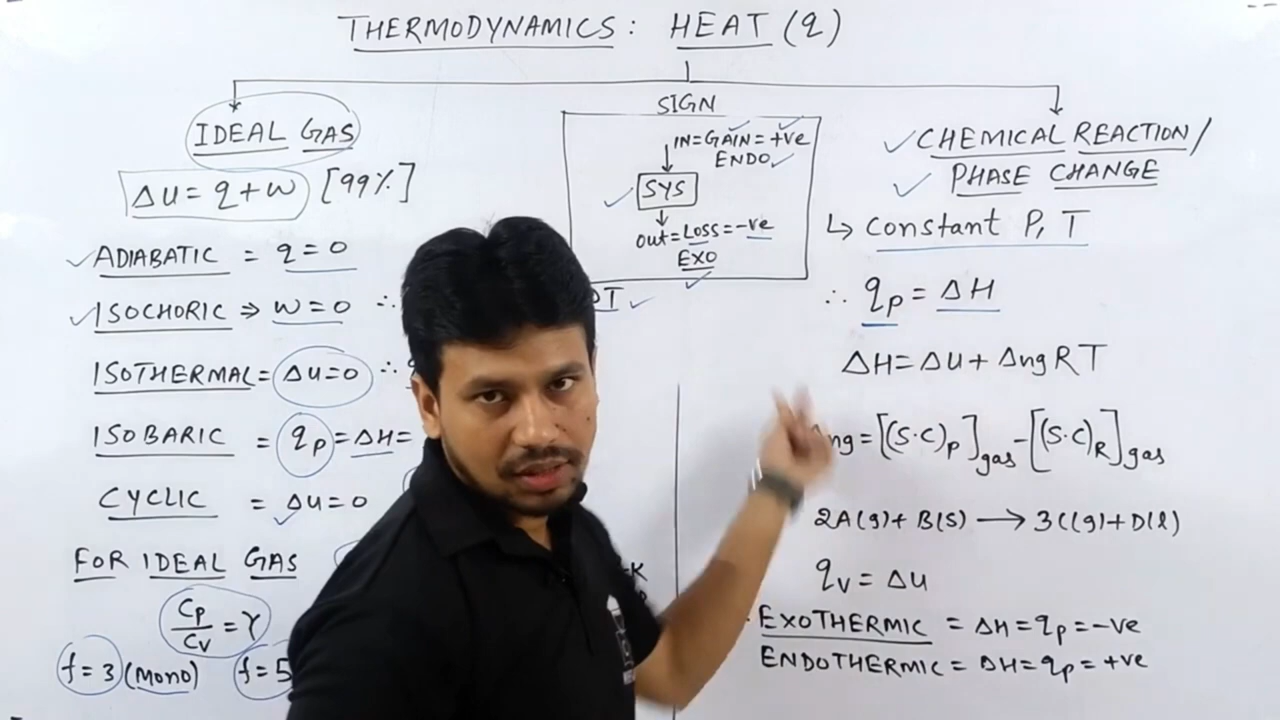 THERMODYNAMICS: HEAT (q)
IDEAL GAS
ΔU = q + w [99%]
✓ADIABATIC = q = 0
✓ISOCHORIC ⇒ w = 0 ∴
ISOTHERMAL = ΔU = 0 ∴
ISOBARIC = qp = ΔH =
CYCLIC = ΔU = 0
FOR IDEAL GAS
Cp/Cv = γ
f = 3 (MONO) f = 5
SIGN
IN = GAIN = +ve
ENDO
SYS
OUT = LOSS = -ve
EXO
✓CHEMICAL REACTION/
✓PHASE CHANGE
↳ Constant P, T
∴ qp = ΔH
ΔH = ΔU + ΔngRT
ng = [(S.C)P]gas - [(S.C)R]gas
2A(g) + B(S) → 3C(g) + D(l)
qv = ΔU
EXOTHERMIC = ΔH = qp = -ve
ENDOTHERMIC = ΔH = qp = +ve